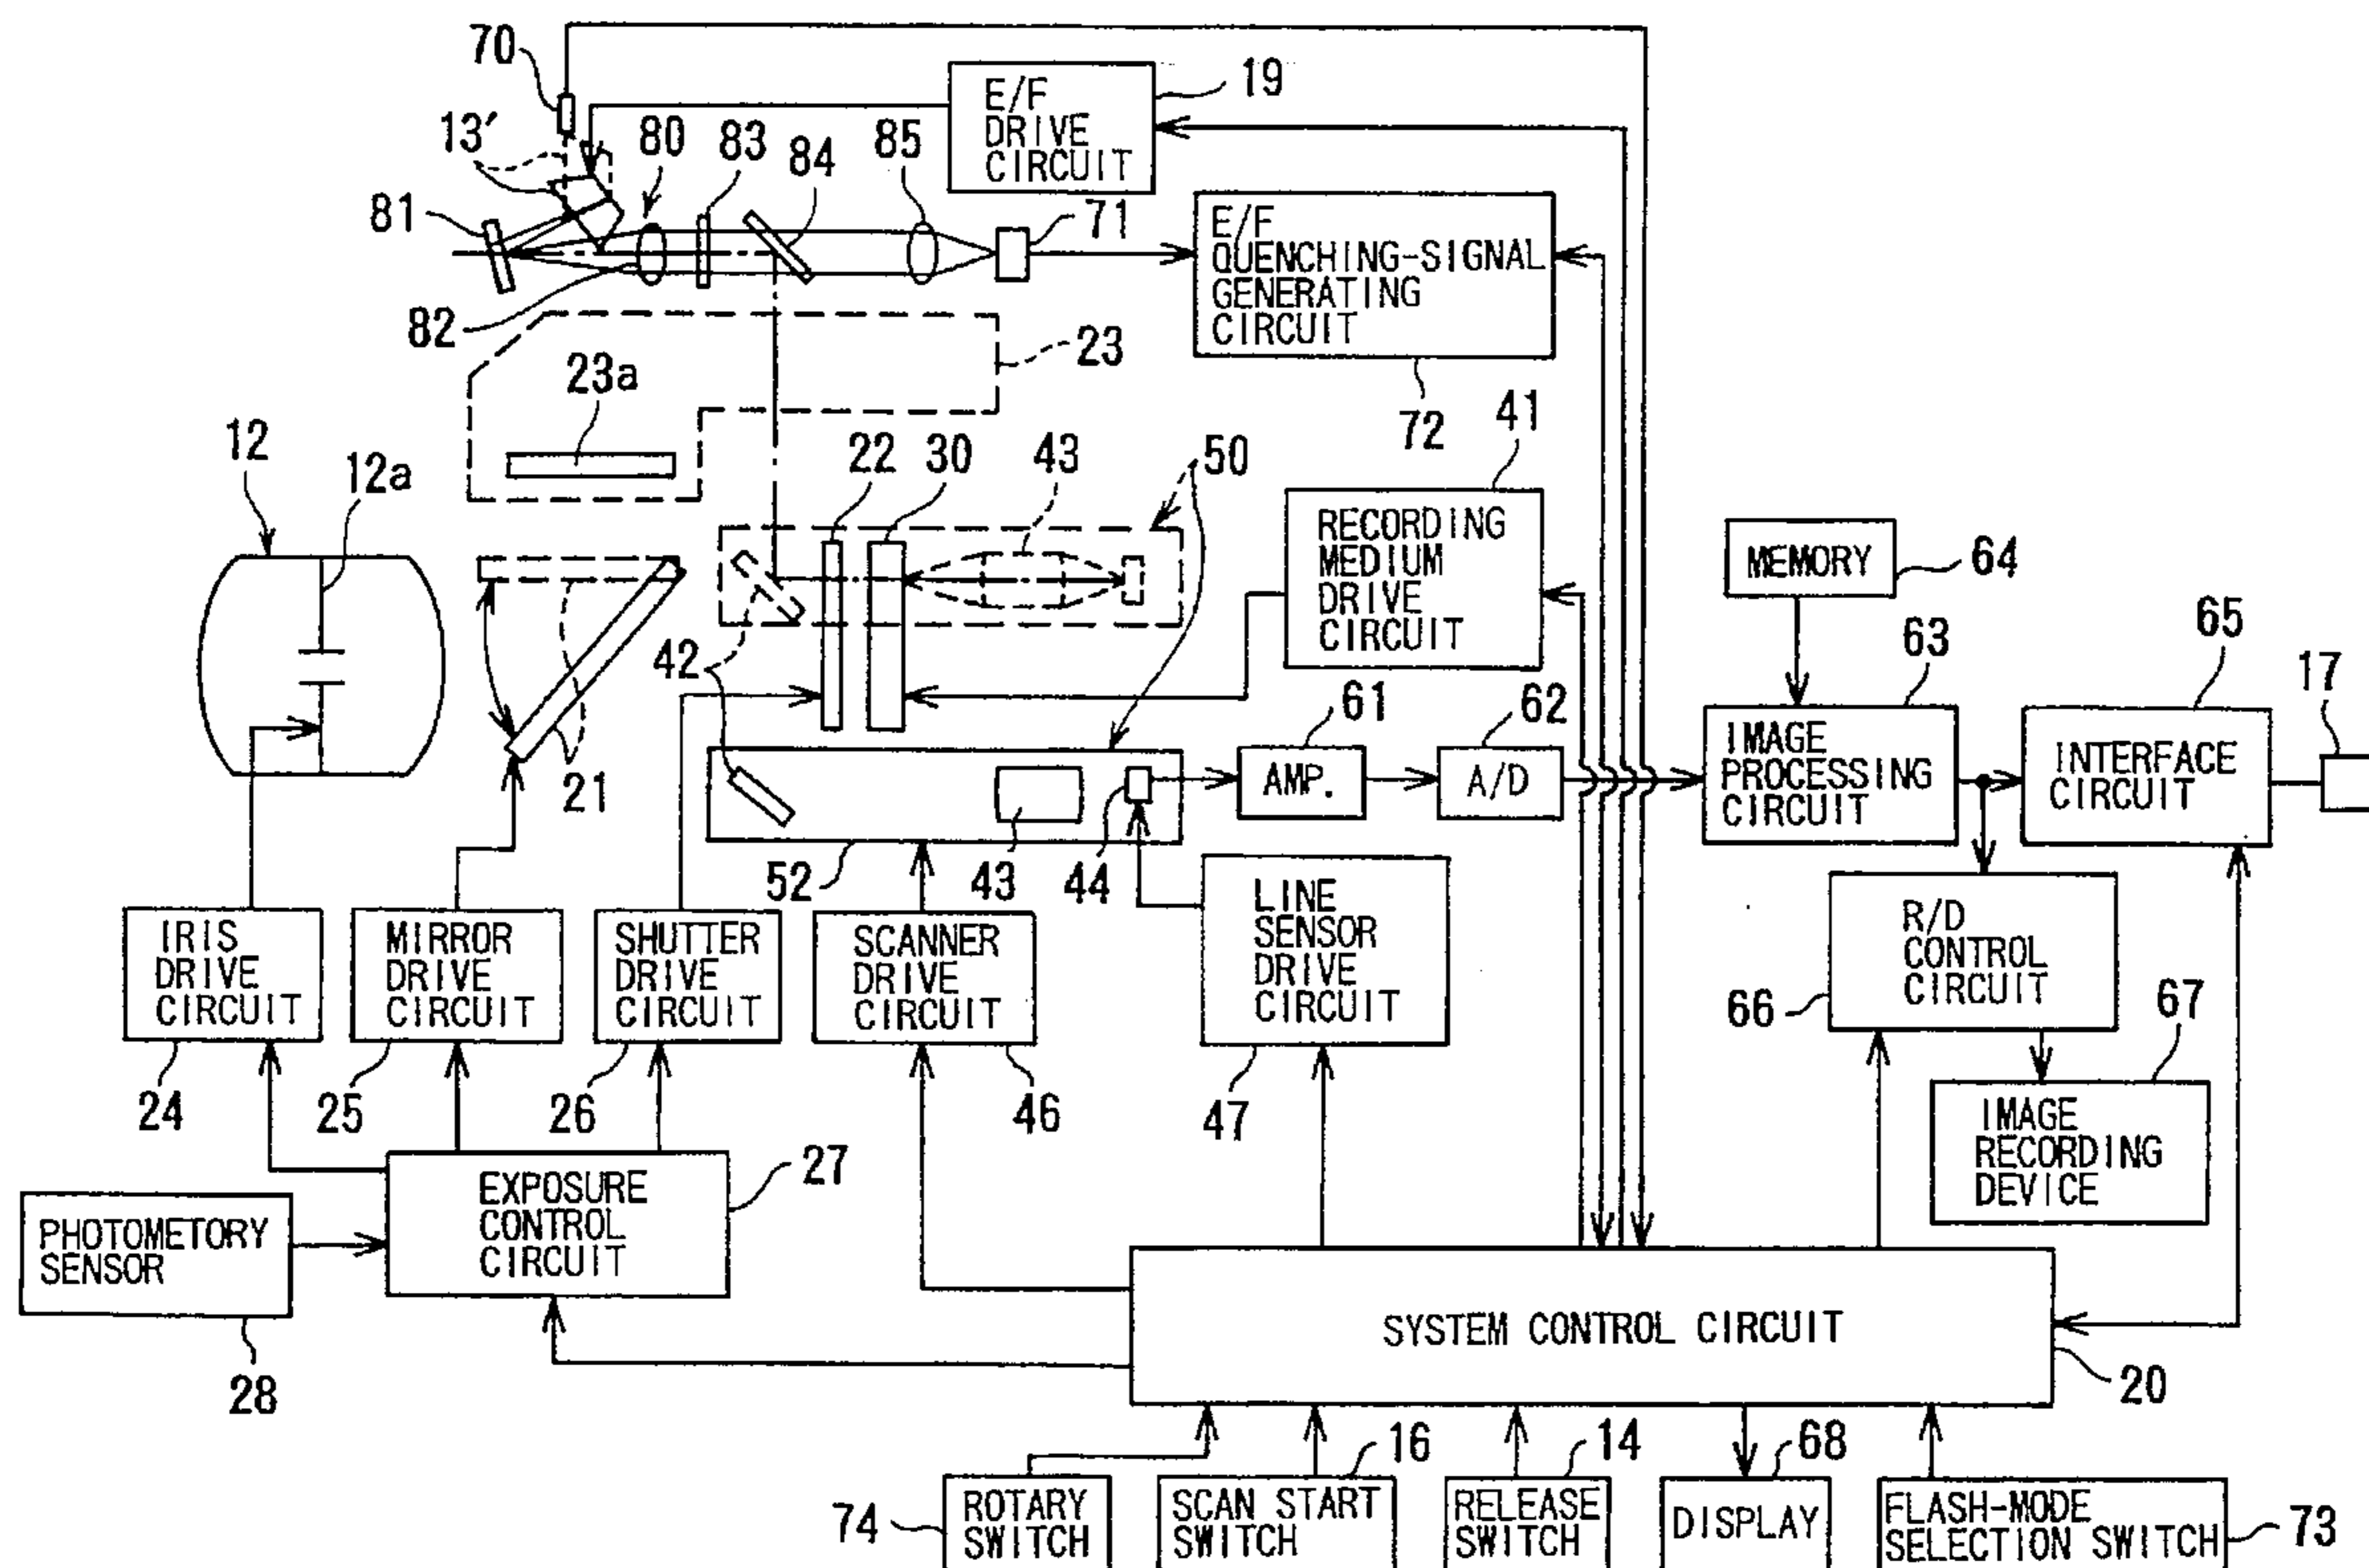 70
19
E/F
DRIVE
CIRCUIT
13′
80
83
84
85
81
71
E/F
QUENCHING-SIGNAL
GENERATING
CIRCUIT
82
23
23a
72
41
12
12a
22
30
43
50
RECORDING
MEDIUM
DRIVE
CIRCUIT
MEMORY
64
42
63
65
61
62
17
21
AMP.
A/D
IMAGE
PROCESSING
CIRCUIT
INTERFACE
CIRCUIT
52
43
44
LINE
SENSOR
DRIVE
CIRCUIT
IRIS
DRIVE
CIRCUIT
MIRROR
DRIVE
CIRCUIT
SHUTTER
DRIVE
CIRCUIT
SCANNER
DRIVE
CIRCUIT
R/D
CONTROL
CIRCUIT
66
67
24
25
26
46
47
IMAGE
RECORDING
DEVICE
27
EXPOSURE
CONTROL
CIRCUIT
PHOTOMETORY
SENSOR
28
SYSTEM CONTROL CIRCUIT
20
16
14
68
74
ROTARY
SWITCH
SCAN START
SWITCH
RELEASE
SWITCH
DISPLAY
FLASH-MODE
SELECTION SWITCH
73